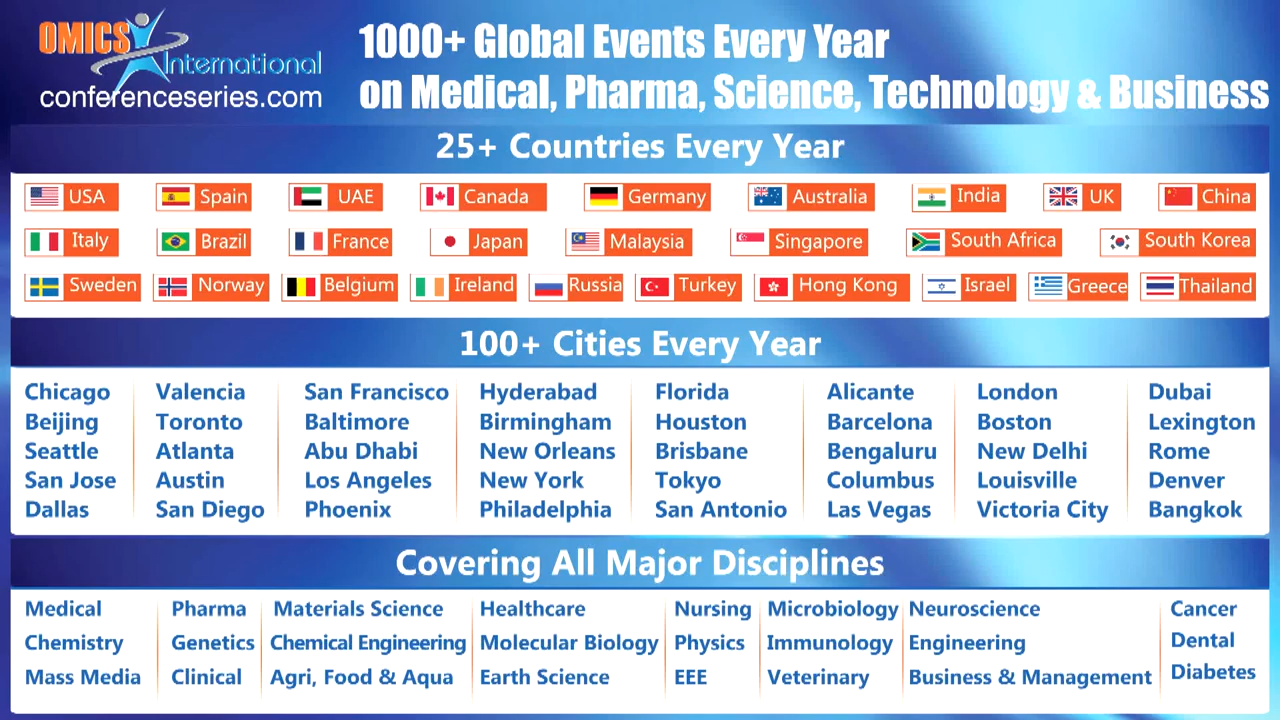 OMICS International
conferenceseries.com
1000+ Global Events Every Year
on Medical, Pharma, Science, Technology & Business
25+ Countries Every Year
USA Spain UAE Canada Germany Australia India UK China
Italy Brazil France Japan Malaysia Singapore South Africa South Korea
Sweden Norway Belgium Ireland Russia Turkey Hong Kong Israel Greece Thailand
100+ Cities Every Year
Chicago Valencia San Francisco Hyderabad Florida Alicante London Dubai
Beijing Toronto Baltimore Birmingham Houston Barcelona Boston Lexington
Seattle Atlanta Abu Dhabi New Orleans Brisbane Bengaluru New Delhi Rome
San Jose Austin Los Angeles New York Tokyo Columbus Louisville Denver
Dallas San Diego Phoenix Philadelphia San Antonio Las Vegas Victoria City Bangkok
Covering All Major Disciplines
Medical Pharma Materials Science Healthcare Nursing Microbiology Neuroscience Cancer
Chemistry Genetics Chemical Engineering Molecular Biology Physics Immunology Engineering Dental
Mass Media Clinical Agri, Food & Aqua Earth Science EEE Veterinary Business & Management Diabetes